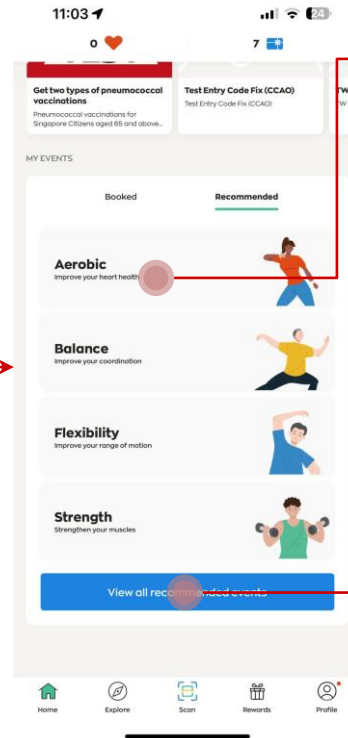 11:03
24
0
7
Get two types of pneumococcal
vaccinations
Pneumococcal vaccinations for
Singapore Citizens aged 65 and above...
Test Entry Code Fix (CCAO)
Test Entry Code Fix (CCAO)
TW
TW
MY EVENTS
Booked
Recommended
Aerobic
Improve your heart health
Balance
Improve your coordination
Flexibility
Improve your range of motion
Strength
Strengthen your muscles
View all recommended events
Home
Explore
Scan
Rewards
Profile